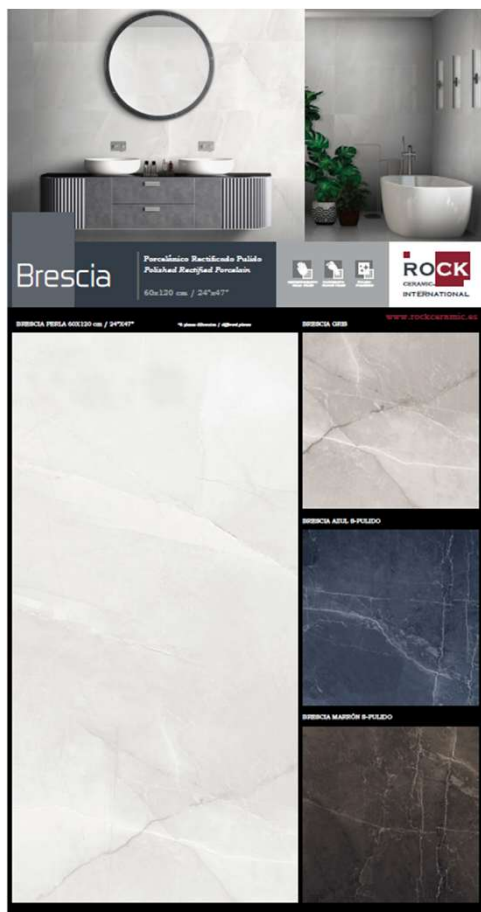 Brescia
Porcelánico Rectificado Pulido
Polished Rectified Porcelain
60x120 cm / 24"x47"
ROCK
CERAMIC
INTERNATIONAL
www.rockceramic.es
BRESCIA PERLA 60X120 cm / 24"X47"
BRESCIA GRIS
BRESCIA AZUL S-PULIDO
BRESCIA MARRÓN S-PULIDO